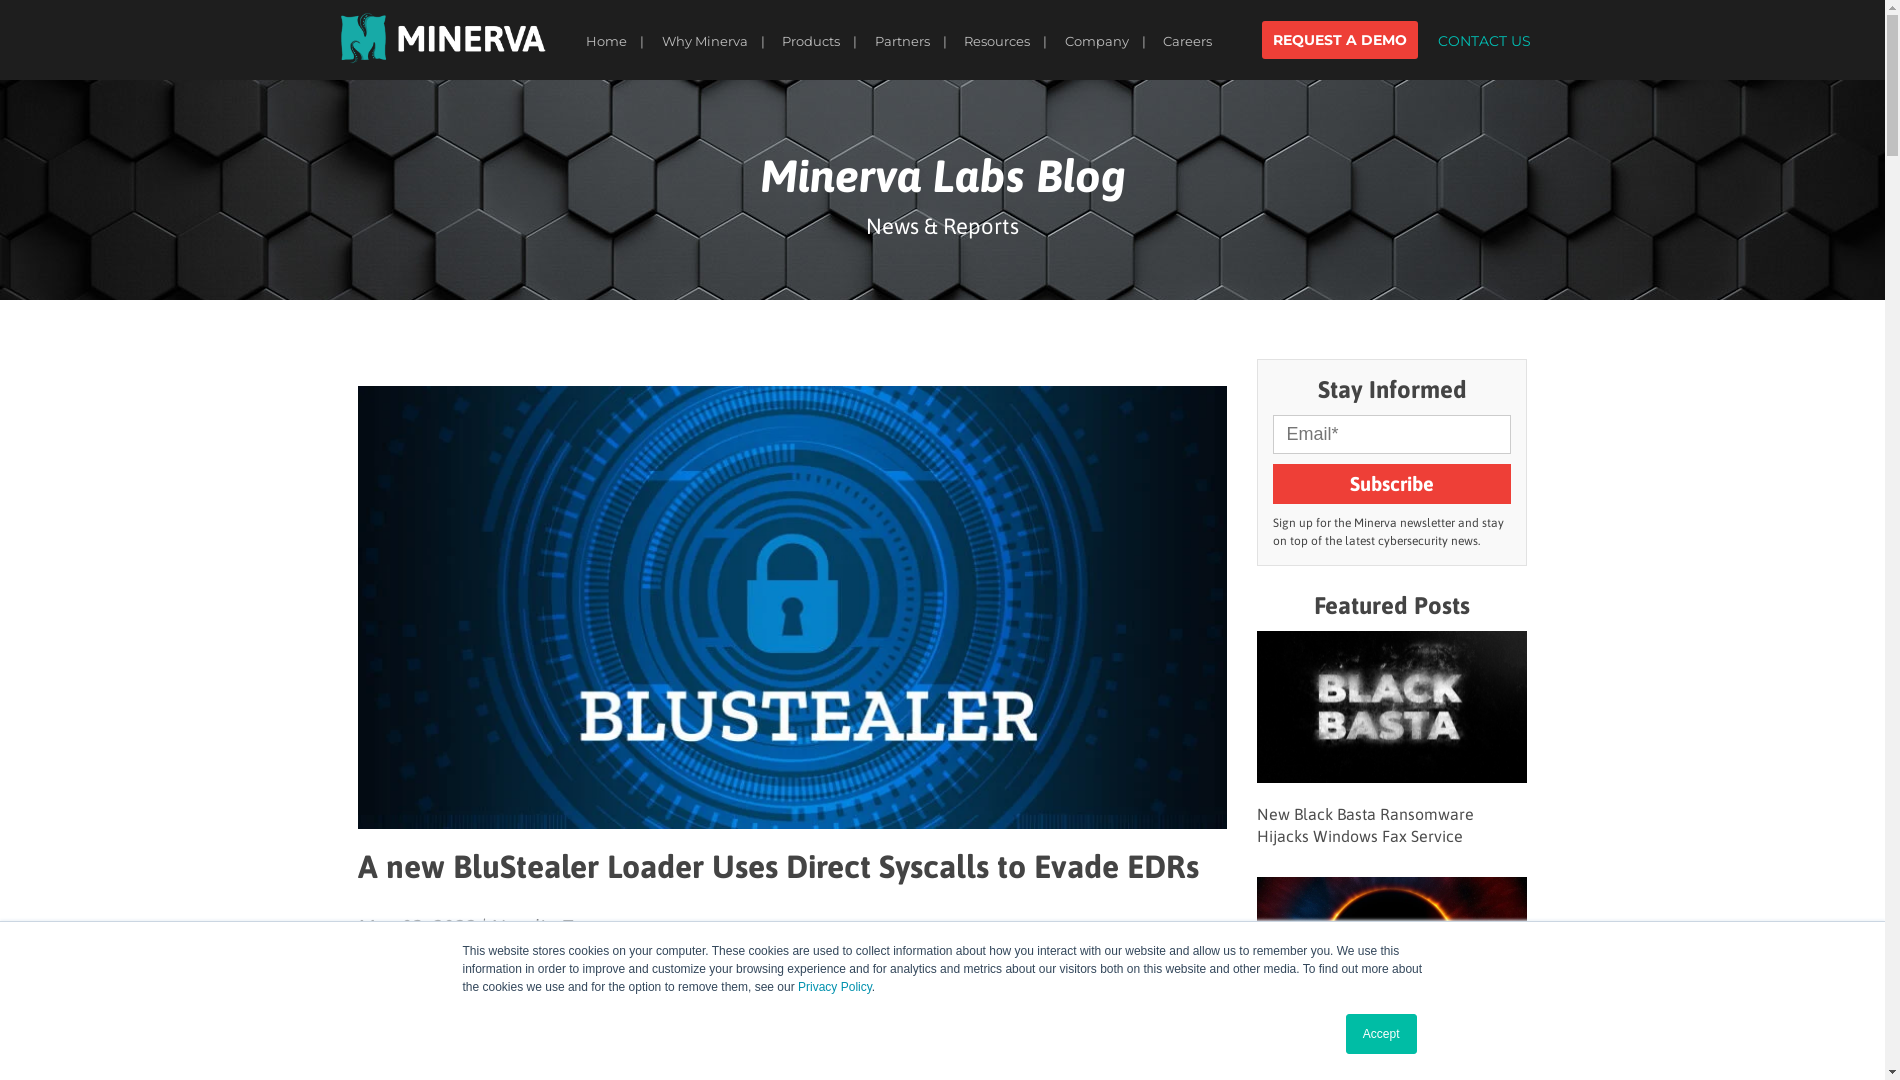 MINERVA
Home | Why Minerva | Products | Partners | Resources | Company | Careers
REQUEST A DEMO
CONTACT US
Minerva Labs Blog
News & Reports
BLUSTEALER
A new BluStealer Loader Uses Direct Syscalls to Evade EDRs
Stay Informed
Email*
Subscribe
Sign up for the Minerva newsletter and stay
on top of the latest cybersecurity news.
Featured Posts
BLACK
BASTA
New Black Basta Ransomware
Hijacks Windows Fax Service
This website stores cookies on your computer. These cookies are used to collect information about how you interact with our website and allow us to remember you. We use this
information in order to improve and customize your browsing experience and for analytics and metrics about our visitors both on this website and other media. To find out more about
the cookies we use and for the option to remove them, see our Privacy Policy.
Accept